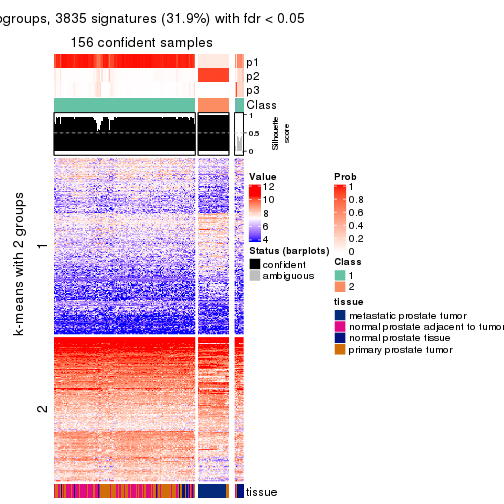 ogroups, 3835 signatures (31.9%) with fdr < 0.05
156 confident samples
p1
p2
p3
Class
1
0.5
0
Silhouette
score
k-means with 2 groups
1
2
Value
12
10
8
6
4
Status (barplots)
confident
ambiguous
Prob
1
0.8
0.6
0.4
0.2
0
Class
1
2
tissue
metastatic prostate tumor
normal prostate adjacent to tumor
normal prostate tissue
primary prostate tumor
tissue